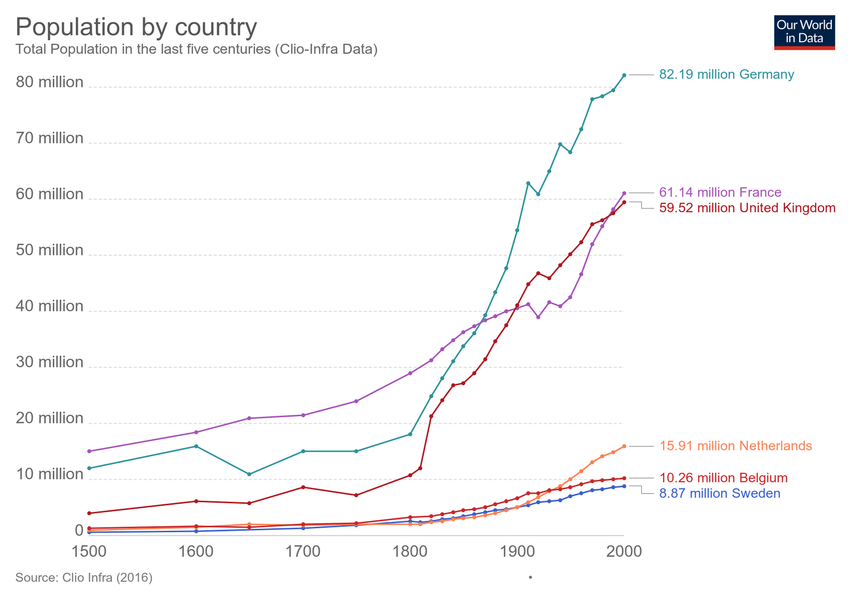 Population by country
Total Population in the last five centuries (Clio-Infra Data)
Our World
in Data
80 million
70 million
60 million
50 million
40 million
30 million
20 million
10 million
0
1500 1600 1700 1800 1900 2000
82.19 million Germany
61.14 million France
59.52 million United Kingdom
15.91 million Netherlands
10.26 million Belgium
8.87 million Sweden
Source: Clio Infra (2016)